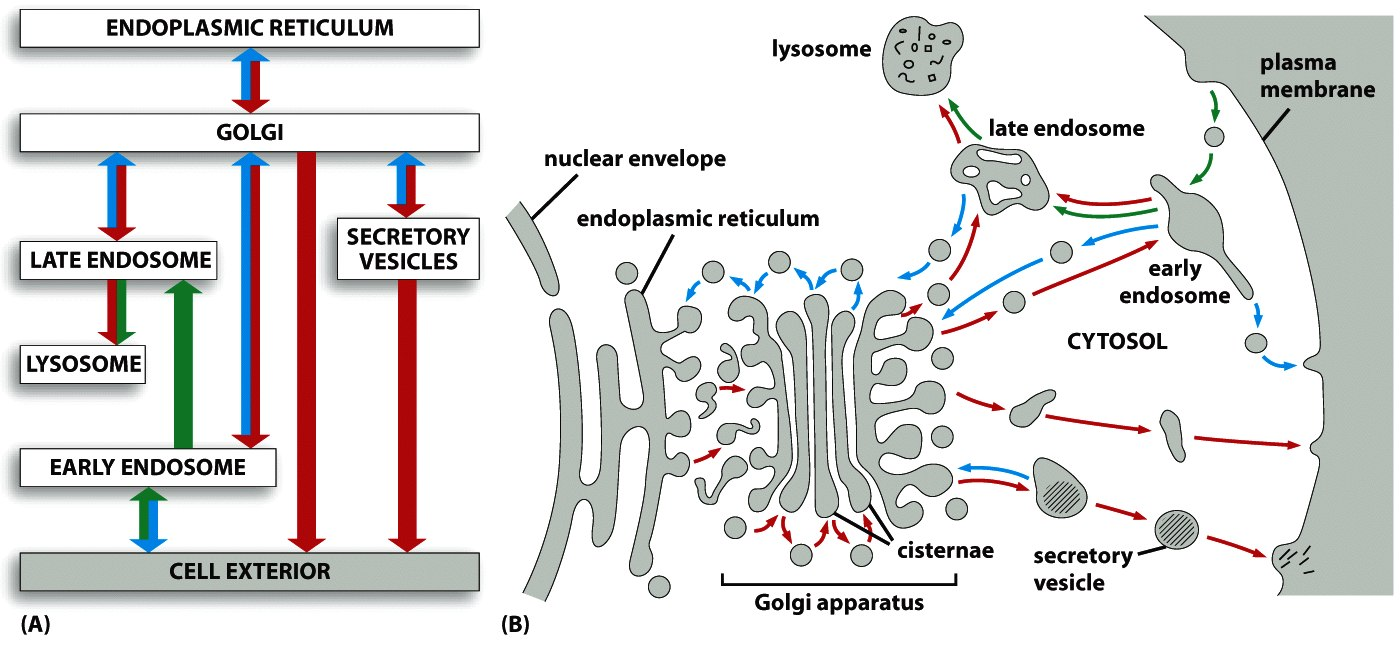 ENDOPLASMIC RETICULUM
GOLGI
LATE ENDOSOME
SECRETORY
VESICLES
LYSOSOME
EARLY ENDOSOME
CELL EXTERIOR
(A)
lysosome
plasma
membrane
late endosome
nuclear envelope
endoplasmic reticulum
early
endosome
CYTOSOL
cisternae
secretory
vesicle
Golgi apparatus
(B)